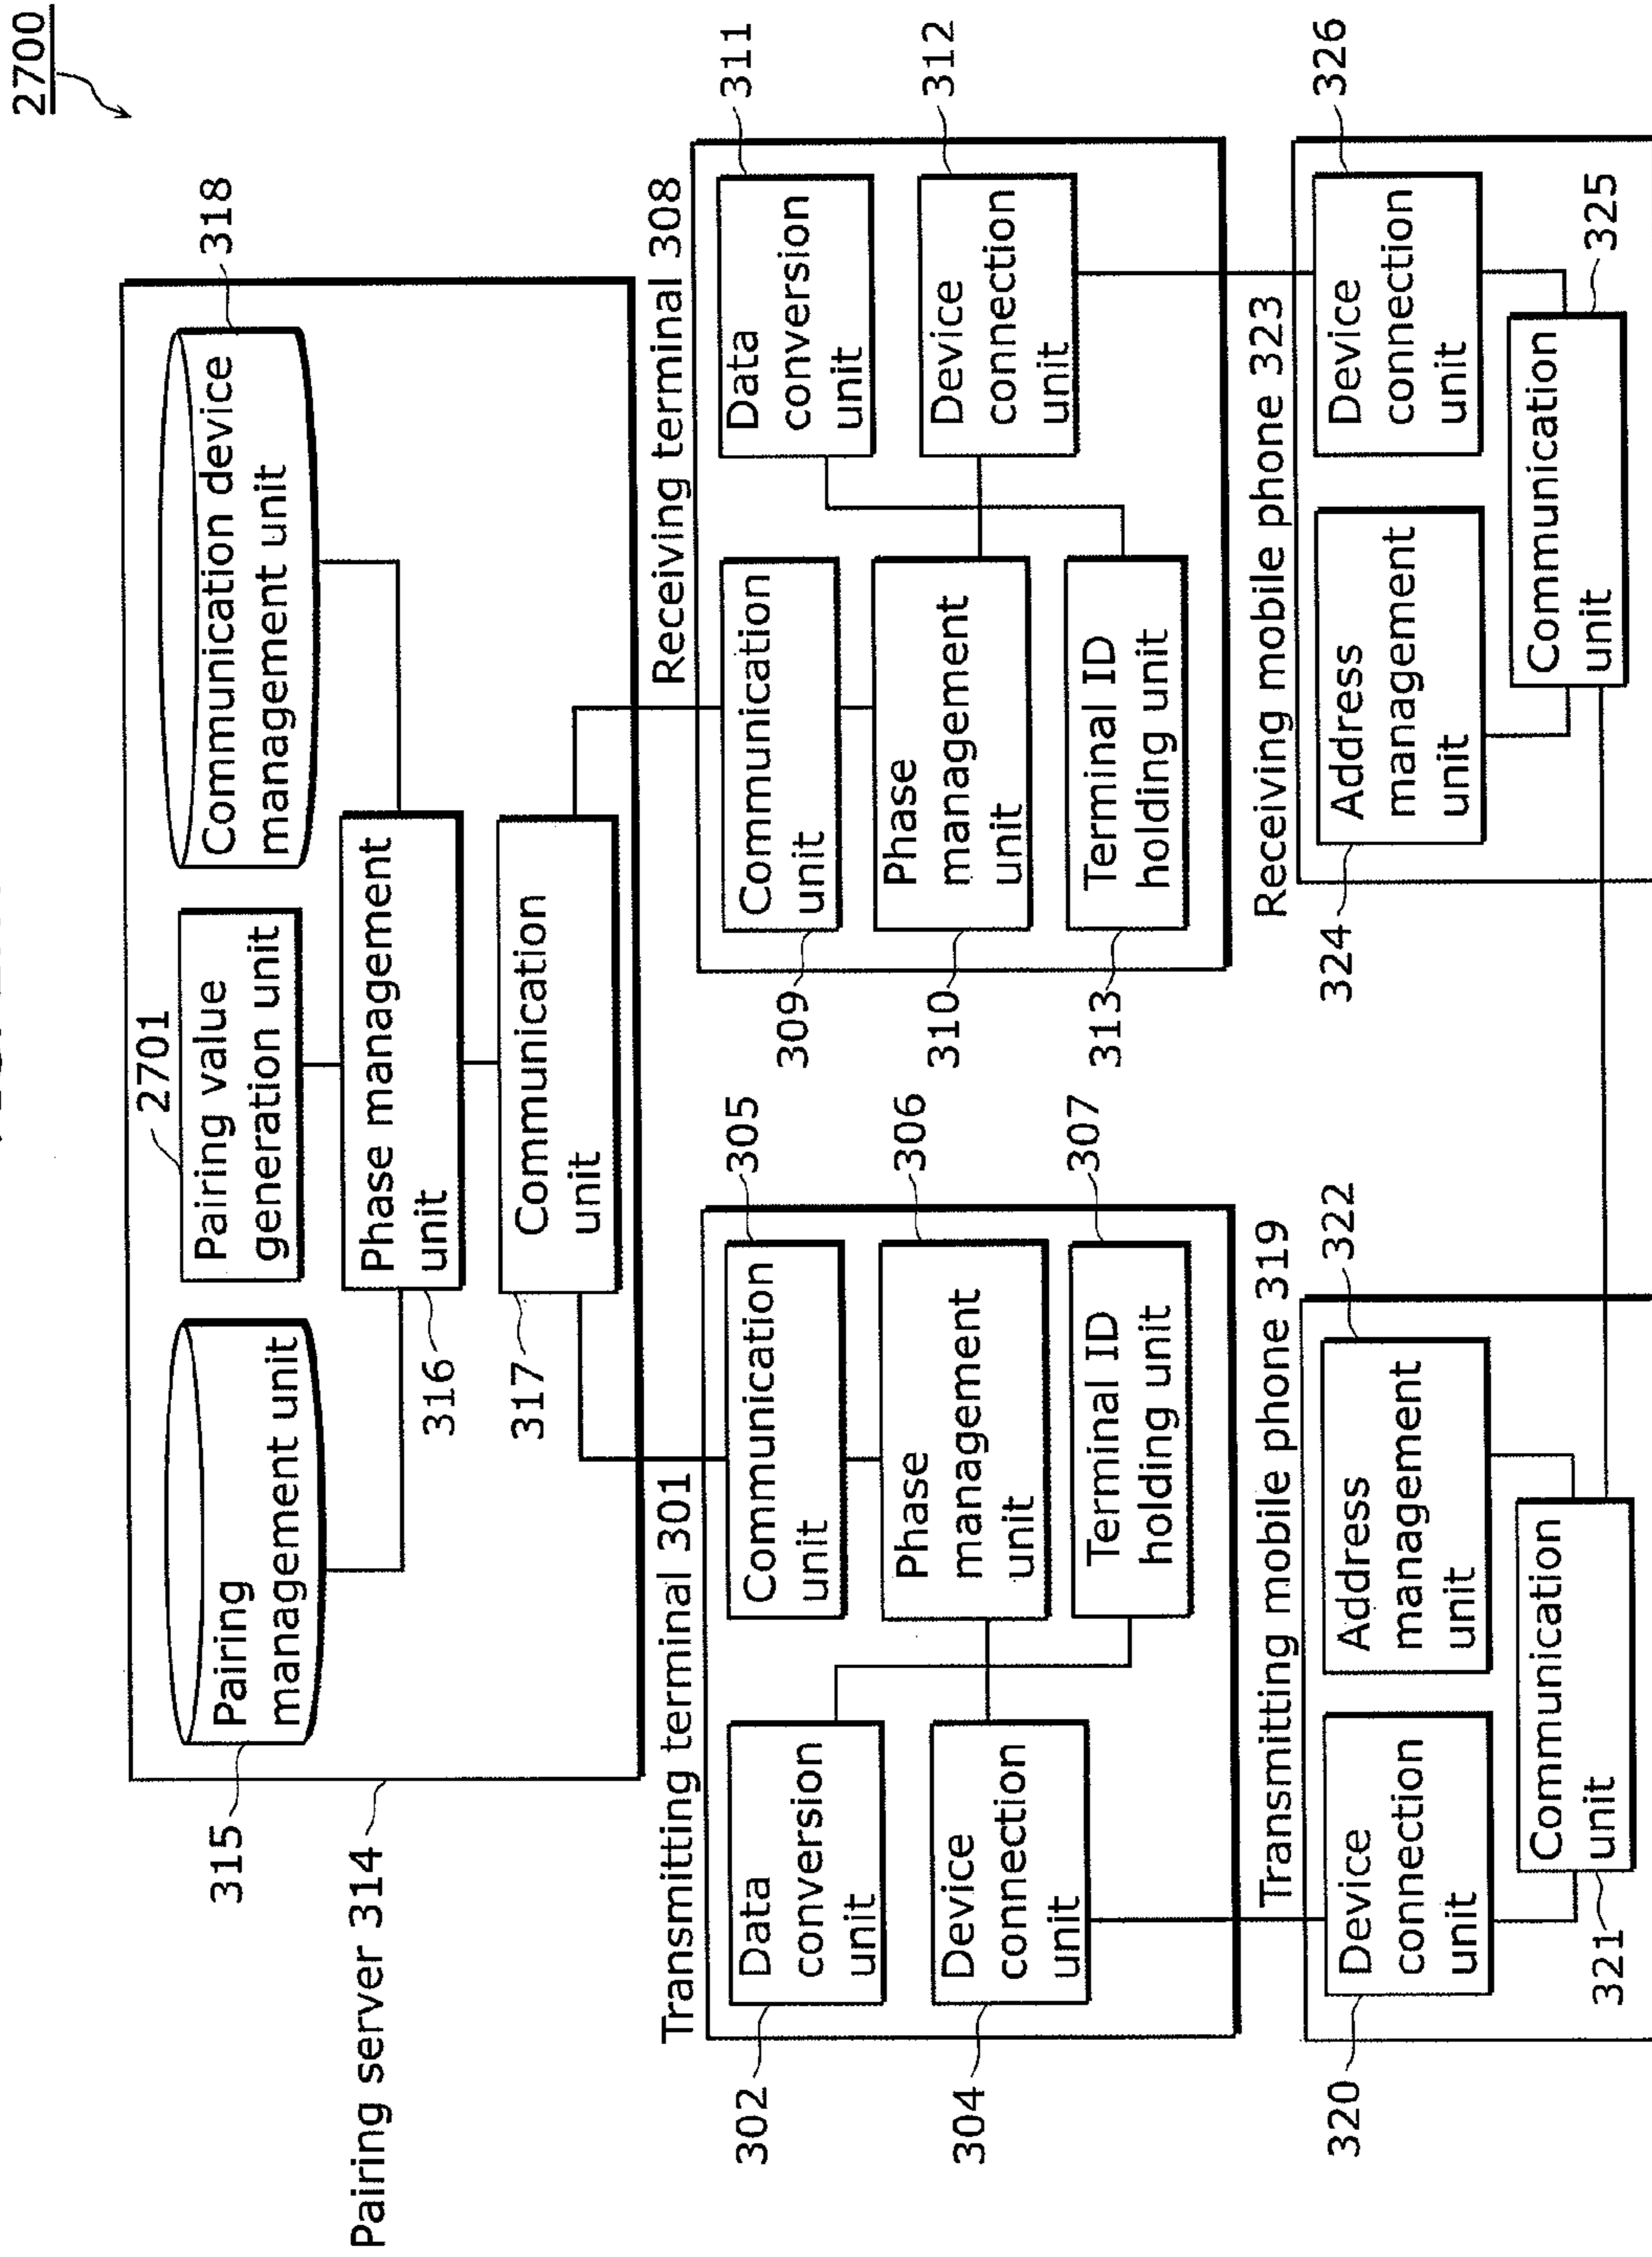 2700
Pairing server 314
315
Pairing
management unit
2701
Pairing value
generation unit
318
Communication device
management unit
316
Phase management
unit
317
Communication
unit
Transmitting terminal 301
302
Data
conversion
unit
304
Device
connection
unit
305
Communication
unit
306
Phase
management
unit
307
Terminal ID
holding unit
Receiving terminal 308
309
Communication
unit
310
Phase
management
unit
313
Terminal ID
holding unit
311
Data
conversion
unit
312
Device
connection
unit
Transmitting mobile phone 319
320
Device
connection
unit
322
Address
management
unit
321
Communication
unit
Receiving mobile phone 323
324
Address
management
unit
326
Device
connection
unit
325
Communication
unit